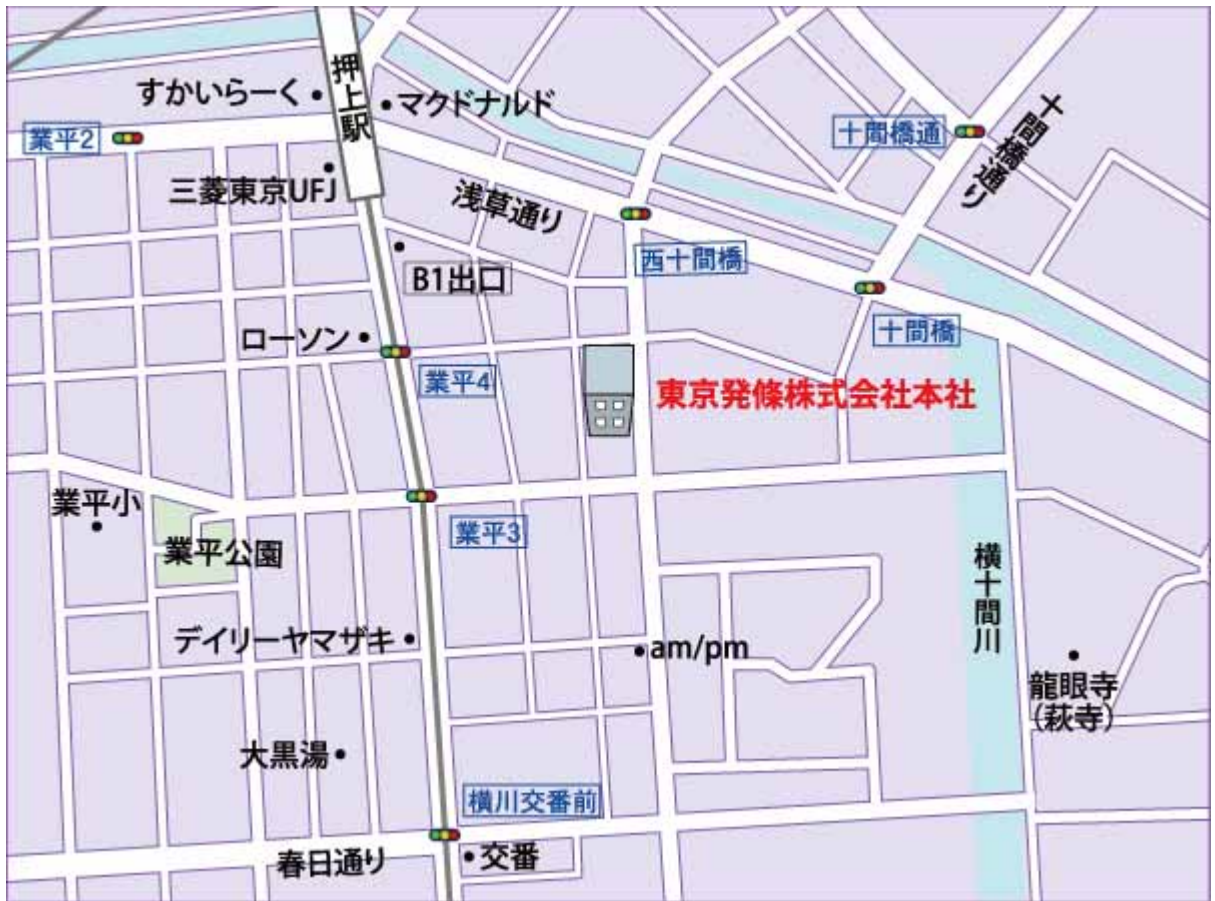 押上駅
すかいらーく
マクドナルド
業平2
十間橋通
十間橋通り
三菱東京UFJ
浅草通り
西十間橋
B1出口
十間橋
ローソン
業平4
東京発條株式会社本社
業平小
業平3
業平公園
横十間川
デイリーヤマザキ
am/pm
龍眼寺
(萩寺)
大黒湯
横川交番前
春日通り
交番